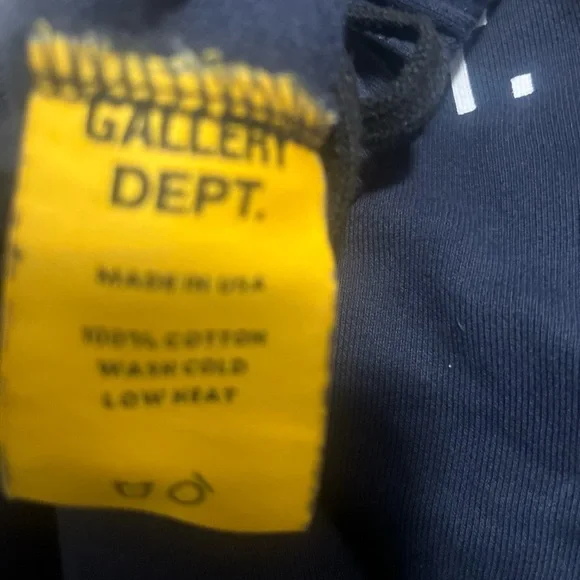 GALLERY
DEPT.
MADE IN USA
100% COTTON
WASH COLD
LOW HEAT